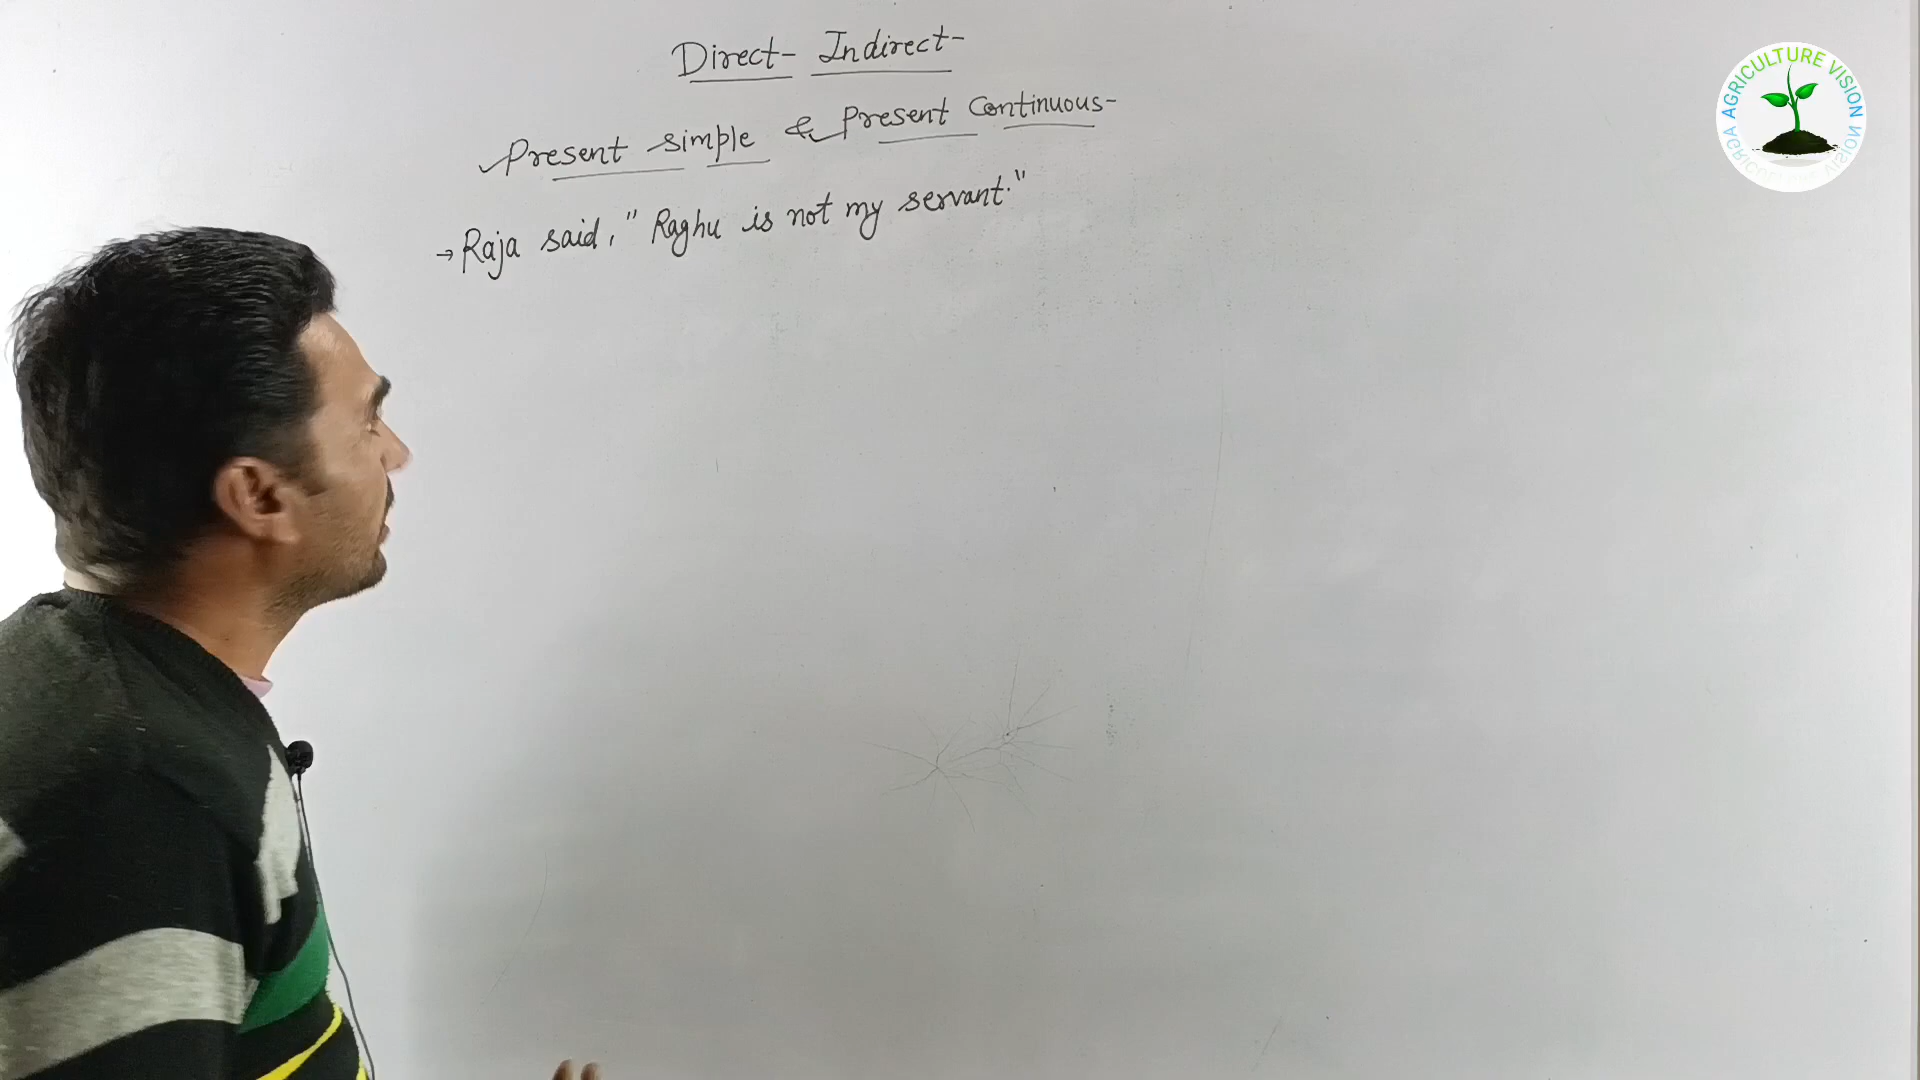 Direct- Indirect-
Present simple & Present Continuous-
→ Raja said, "Raghu is not my servant."
AGRICULTURE VISION